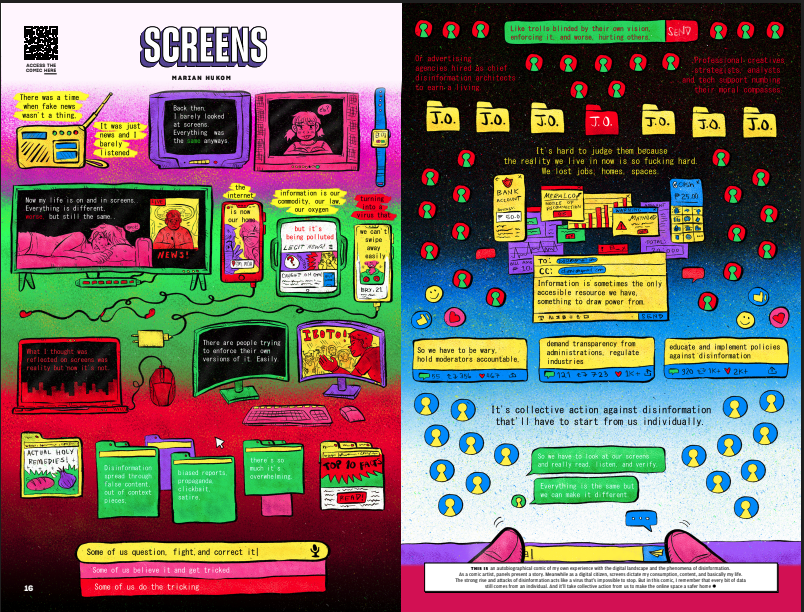 ACCESS THE
COMIC HERE
SCREENS
MARIAN HUKOM
There was a time
when fake news
wasn't a thing.
It was just
news and I
barely
listened
Back then,
I barely looked
at screens.
Everything was
the same anyways
Now my life is on and in screens.
Everything is different,
worse, but still the same.
NEWS!
the
internet
is now
our home
information is our
commodity, our law,
our oxygen
but it's
being polluted
LEGIT NEWS!
turning
into a
virus that
we can't
swipe
away
easily
What I thought was
reflected on screens was
reality but now it's not.
There are people trying
to enforce their own
versions of it. Easily
ACTUAL HOLY
REMEDIES!
Disinformation
spread through
false content,
out of context
pieces,
biased reports,
propaganda
clickbait
satire.
there's so
much it's
overwhelming.
TOP 10 FAKE
READ!
Some of us question, fight,and correct it|
Some of us believe it and get tricked
Some of us do the tricking
16
Like trolls blinded by their own vision,
enforcing it, and worse, hurting others.
SEND
Of advertising
agencies hired as chief
disinformation architects
to earn a living
Professional creatives
strategists, analysts
and tech support numbing
their moral compasses
J.O.
J.O.
J.O.
J.O.
J.O.
J.O.
J.O.
It's hard to judge them because
the reality we live in now is so fucking hard.
We lost jobs, homes, spaces.
BANK
ACCOUNT
TO:
CC:
Information is sometimes the only
accesible resource we have,
something to draw power from.
SEND
So we have to be wary,
hold moderators accountable,
demand transparency from
administrations, regulate
industries
educate and implement policies
against disinformation
It's collective action against disinformation
that'll have to start from us individually.
So we have to look at our screens
and really read, listen, and verify.
Everything is the same but
we can make it different
THIS IS an autobiographical comic of my own experience with the digital landscape and the phenomena of disinformation.
As a comic artist, panels present a story. Meanwhile as a digital citizen, screens dictate my consumption, content, and basically my life.
The strong rise and attacks of disinformation acts like a virus that's impossible to stop. But in this comic, I remember that every bit of data
still comes from an individual. And it'll take collective action from us to make the online space a safer home